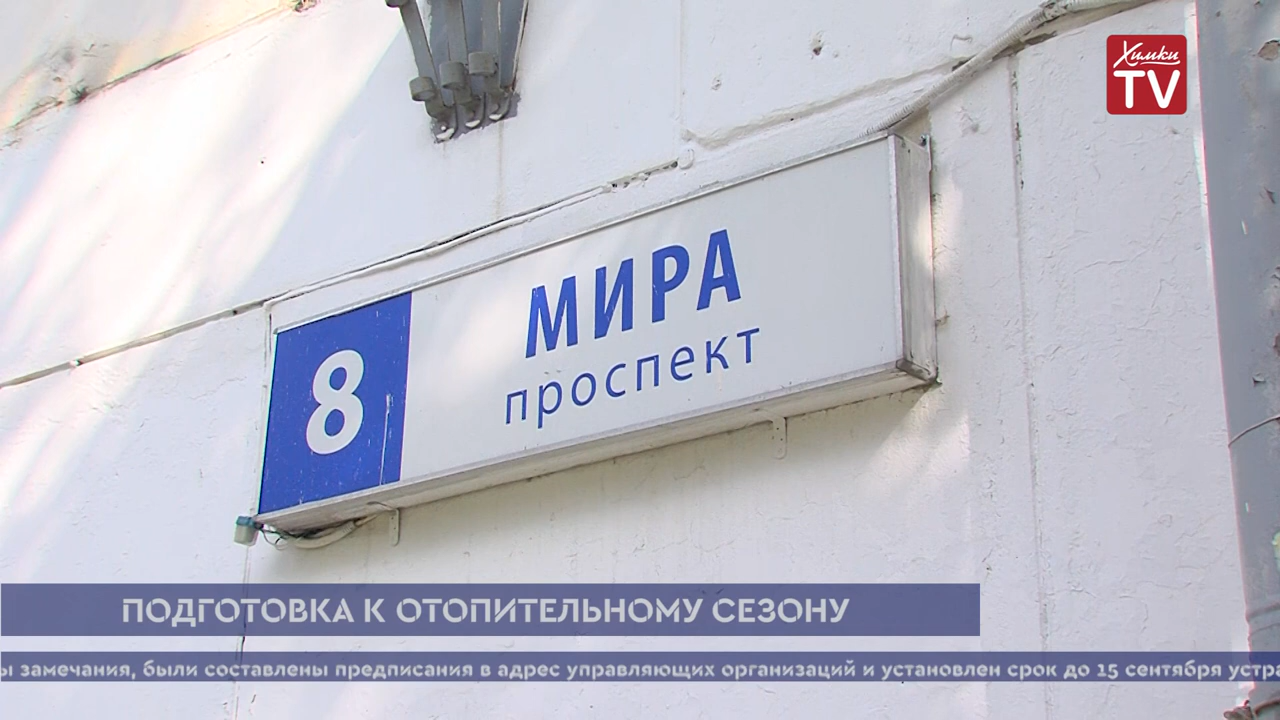 Химки
TV
8
МИРА
проспект
ПОДГОТОВКА К ОТОПИТЕЛЬНОМУ СЕЗОНУ
замечания, были составлены предписания в адрес управляющих организаций и установлен срок до 15 сентября